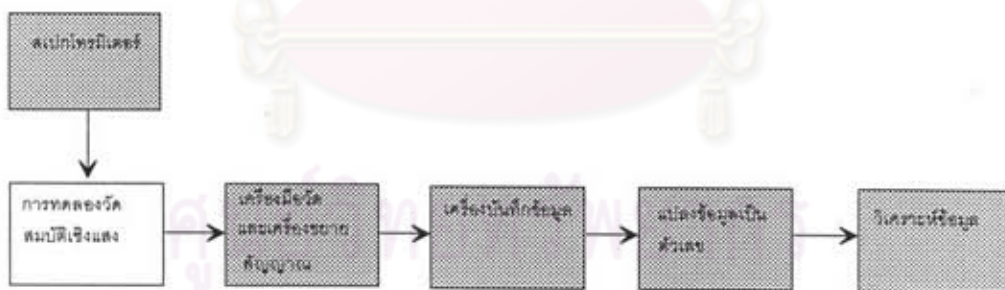 สเปกโทรมิเตอร์
การทดลองวัด
สมบัติเชิงแสง
เครื่องมือวัด
และเครื่องขยาย
สัญญาณ
เครื่องบันทึกข้อมูล
แปลงข้อมูลเป็น
ตัวเลข
วิเคราะห์ข้อมูล